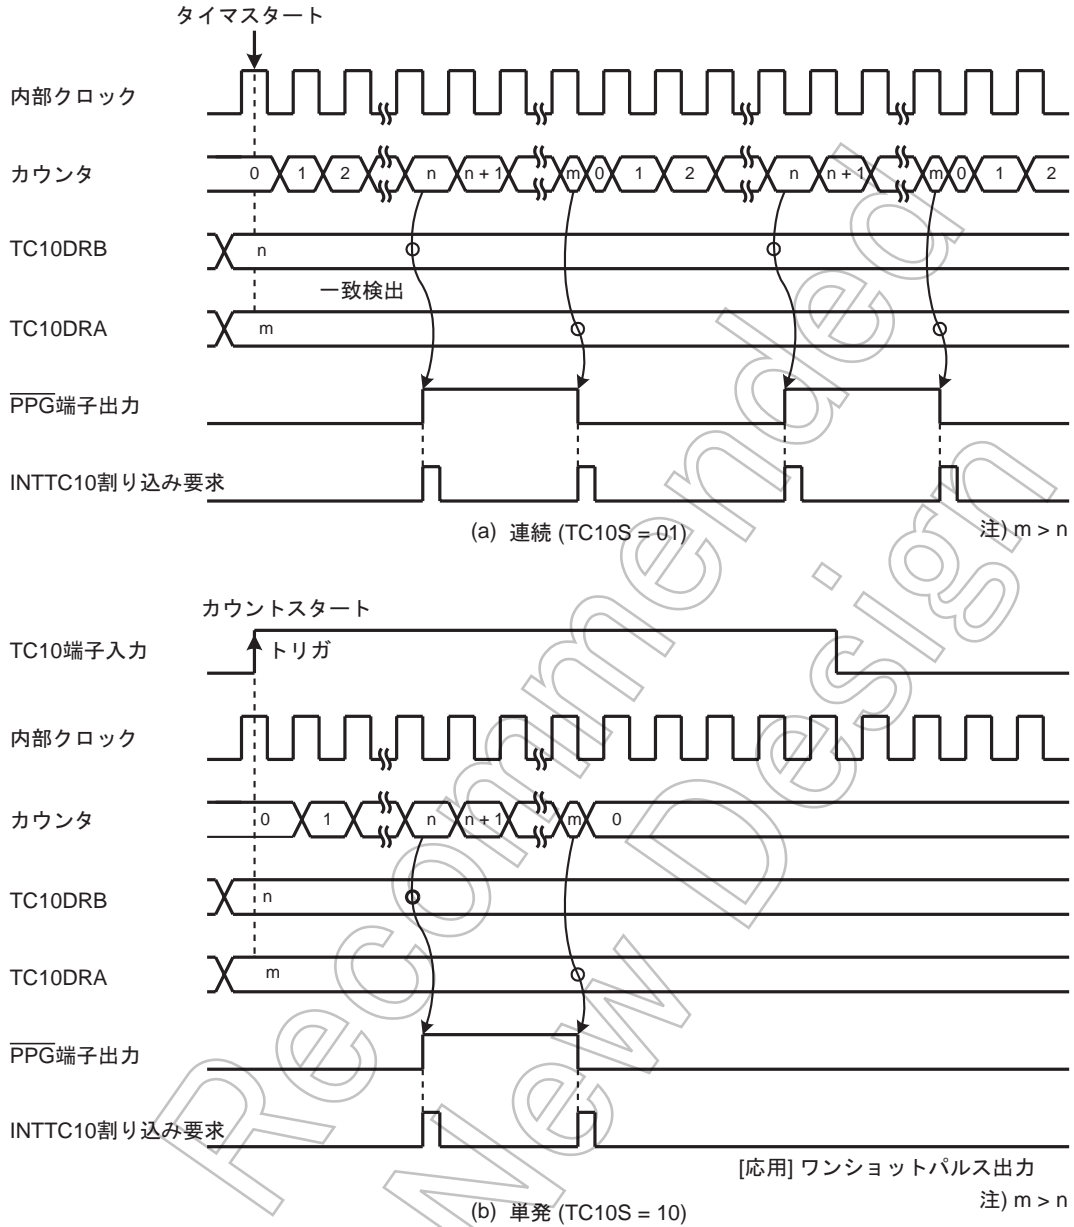 タイマスタート
内部クロック
カウンタ 0 1 2 n n + 1 m 0 1 2 n n + 1 m 0 1 2
TC10DRB n
一致検出
TC10DRA m
PPG端子出力
INTTC10割り込み要求
(a) 連続 (TC10S = 01) 注) m > n
カウントスタート
TC10端子入力 トリガ
内部クロック
カウンタ 0 1 n n + 1 m 0
TC10DRB n
TC10DRA m
PPG端子出力
INTTC10割り込み要求
[応用] ワンショットパルス出力
(b) 単発 (TC10S = 10) 注) m > n
Recommended
New Design